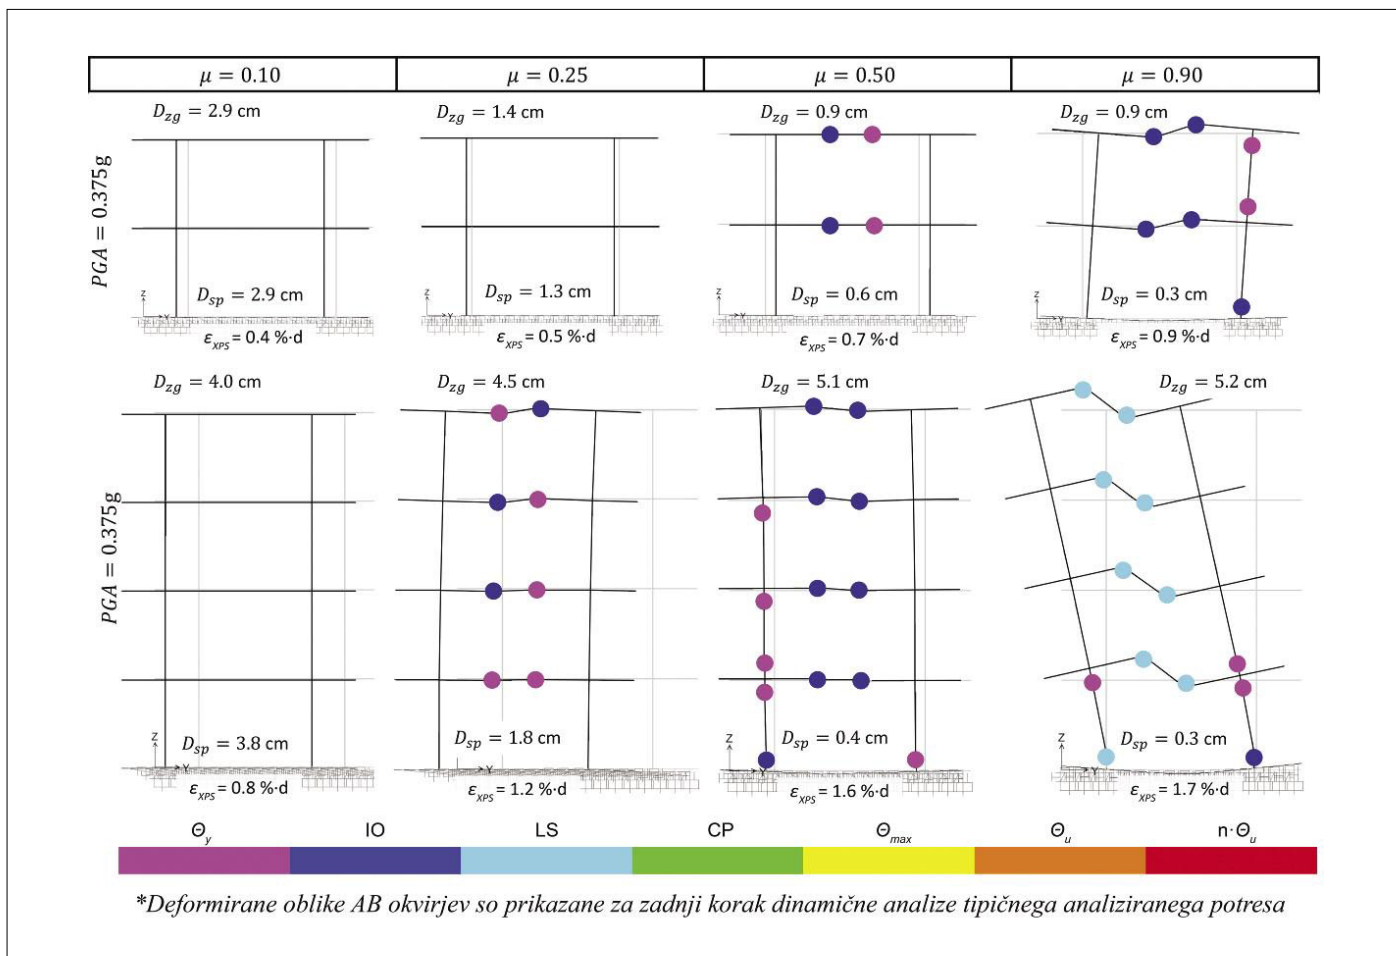 μ = 0.10 μ = 0.25 μ = 0.50 μ = 0.90
PGA = 0.375g
D_zg = 2.9 cm D_zg = 1.4 cm D_zg = 0.9 cm D_zg = 0.9 cm
D_sp = 2.9 cm D_sp = 1.3 cm D_sp = 0.6 cm D_sp = 0.3 cm
Z Y Z Y Z Y Z Y
ε_XPS = 0.4 %·d ε_XPS = 0.5 %·d ε_XPS = 0.7 %·d ε_XPS = 0.9 %·d
PGA = 0.375g
D_zg = 4.0 cm D_zg = 4.5 cm D_zg = 5.1 cm D_zg = 5.2 cm
D_sp = 3.8 cm D_sp = 1.8 cm D_sp = 0.4 cm D_sp = 0.3 cm
Z Y Y Z Y Z Y
ε_XPS = 0.8 %·d ε_XPS = 1.2 %·d ε_XPS = 1.6 %·d ε_XPS = 1.7 %·d
Θ_y IO LS CP Θ_max Θ_u n·Θ_u
*Deformirane oblike AB okvirjev so prikazane za zadnji korak dinamične analize tipičnega analiziranega potresa